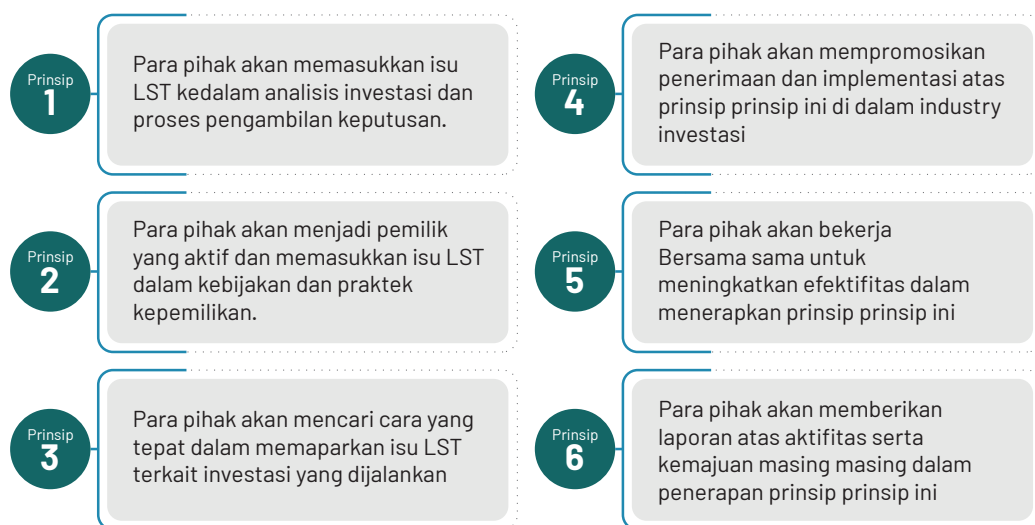 Prinsip
1
Para pihak akan memasukkan isu
LST kedalam analisis investasi dan
proses pengambilan keputusan.
Prinsip
2
Para pihak akan menjadi pemilik
yang aktif dan memasukkan isu LST
dalam kebijakan dan praktek
kepemilikan.
Prinsip
3
Para pihak akan mencari cara yang
tepat dalam memaparkan isu LST
terkait investasi yang dijalankan
Prinsip
4
Para pihak akan mempromosikan
penerimaan dan implementasi atas
prinsip prinsip ini di dalam industry
investasi
Prinsip
5
Para pihak akan bekerja
Bersama sama untuk
meningkatkan efektifitas dalam
menerapkan prinsip prinsip ini
Prinsip
6
Para pihak akan memberikan
laporan atas aktifitas serta
kemajuan masing masing dalam
penerapan prinsip prinsip ini